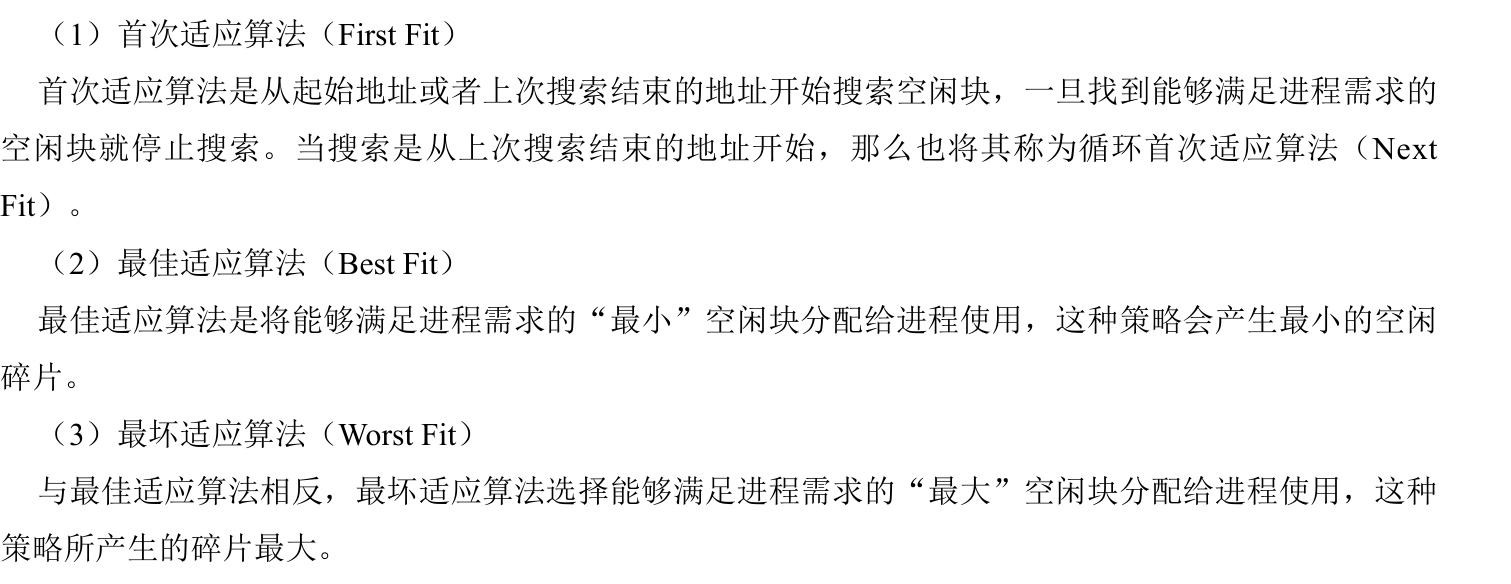 （1）首次适应算法（First Fit）
首次适应算法是从起始地址或者上次搜索结束的地址开始搜索空闲块，一旦找到能够满足进程需求的
空闲块就停止搜索。当搜索是从上次搜索结束的地址开始，那么也将其称为循环首次适应算法（Next
Fit）。
（2）最佳适应算法（Best Fit）
最佳适应算法是将能够满足进程需求的“最小”空闲块分配给进程使用，这种策略会产生最小的空闲
碎片。
（3）最坏适应算法（Worst Fit）
与最佳适应算法相反，最坏适应算法选择能够满足进程需求的“最大”空闲块分配给进程使用，这种
策略所产生的碎片最大。